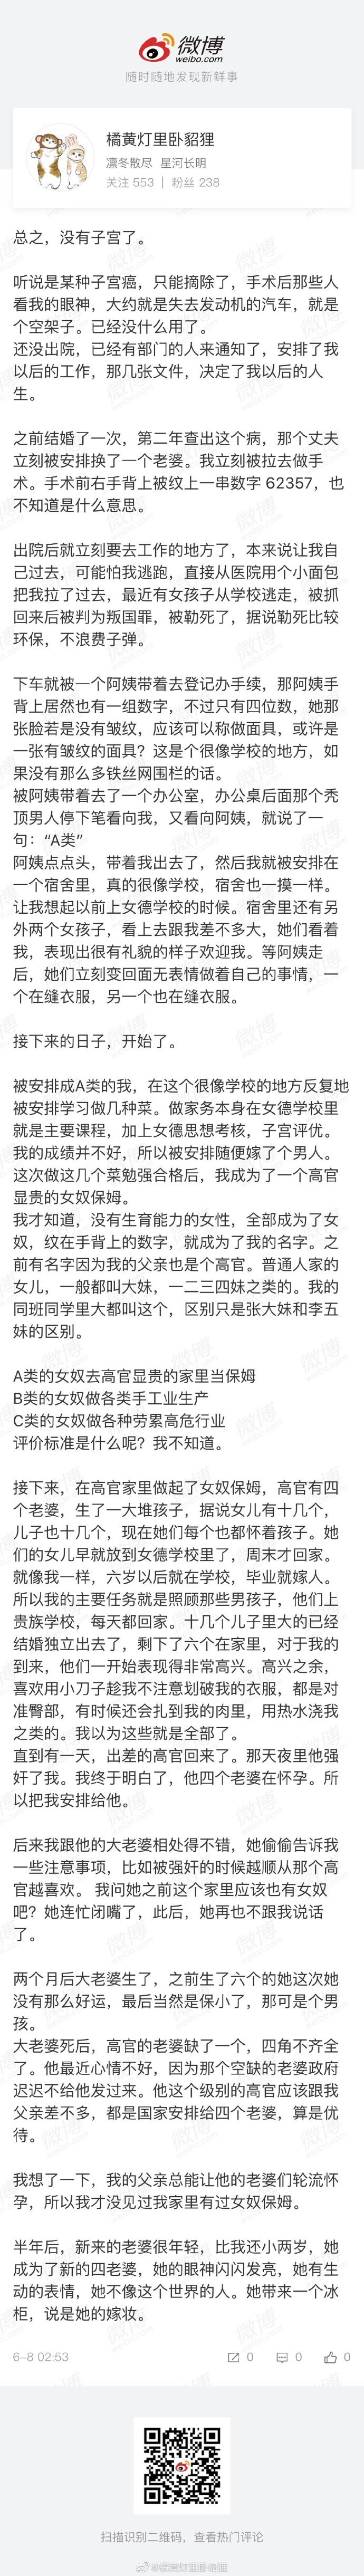 微博
weibo.com
随时随地发现新鲜事
橘黄灯里卧貂狸
凛冬散尽 星河长明
关注 553 | 粉丝 238
总之，没有子宫了。
听说是某种子宫癌，只能摘除了，手术后那些人
看我的眼神，大约就是失去发动机的汽车，就是
个空架子。已经没什么用了。
还没出院，已经有部门的人来通知了，安排了我
以后的工作，那几张文件，决定了我以后的人
生。
之前结婚了一次，第二年查出这个病，那个丈夫
立刻被安排换了一个老婆。我立刻被拉去做手
术。手术前右手背上被纹上一串数字 62357，也
不知道是什么意思。
出院后就立刻要去工作的地方了，本来说让我自
己过去，可能怕我逃跑，直接从医院用个小面包
把我拉了过去，最近有女孩子从学校逃走，被抓
回来后被判为叛国罪，被勒死了，据说勒死比较
环保，不浪费子弹。
下车就被一个阿姨带着去登记办手续，那阿姨手
背上居然也有一组数字，不过只有四位数，她那
张脸若是没有皱纹，应该可以称做面具，或许是
一张有皱纹的面具？这是个很像学校的地方，如
果没有那么多铁丝网围栏的话。
被阿姨带着去了一个办公室，办公桌后面那个秃
顶男人停下笔看向我，又看向阿姨，就说了一
句：“A类”
阿姨点点头，带着我出去了，然后我就被安排在
一个宿舍里，真的很像学校，宿舍也一摸一样。
让我想起以前上女德学校的时候。宿舍里还有另
外两个女孩子，看上去跟我差不多大，她们看着
我，表现出很有礼貌的样子欢迎我。等阿姨走
后，她们立刻变回面无表情做着自己的事情，一
个在缝衣服，另一个也在缝衣服。
接下来的日子，开始了。
被安排成A类的我，在这个很像学校的地方反复地
被安排学习做几种菜。做家务本身在女德学校里
就是主要课程，加上女德思想考核，子宫评优。
我的成绩并不好，所以被安排随便嫁了个男人。
这次做这几个菜勉强合格后，我成为了一个高官
显贵的女奴保姆。
我才知道，没有生育能力的女性，全部成为了女
奴，纹在手背上的数字，就成为了我的名字。之
前有名字因为我的父亲也是个高官。普通人家的
女儿，一般都叫大妹，一二三四妹之类的。我的
同班同学里大都叫这个，区别只是张大妹和李五
妹的区别。
A类的女奴去高官显贵的家里当保姆
B类的女奴做各类手工业生产
C类的女奴做各种劳累高危行业
评价标准是什么呢？我不知道。
接下来，在高官家里做起了女奴保姆，高官有四
个老婆，生了一大堆孩子，据说女儿有十几个，
儿子也十几个，现在她们每个也都怀着孩子。她
们的女儿早就放到女德学校里了，周末才回家。
就像我一样，六岁以后就在学校，毕业就嫁人。
所以我的主要任务就是照顾那些男孩子，他们上
贵族学校，每天都回家。十几个儿子里大的已经
结婚独立出去了，剩下了六个在家里，对于我的
到来，他们一开始表现得非常高兴。高兴之余，
喜欢用小刀子趁我不注意划破我的衣服，都是对
准臀部，有时候还会扎到我的肉里，用热水浇我
之类的。我以为这些就是全部了。
直到有一天，出差的高官回来了。那天夜里他强
奸了我。我终于明白了，他四个老婆在怀孕。所
以把我安排给他。
后来我跟他的大老婆相处得不错，她偷偷告诉我
一些注意事项，比如被强奸的时候越顺从那个高
官越喜欢。 我问她之前这个家里应该也有女奴
吧？她连忙闭嘴了，此后，她再也不跟我说话
了。
两个月后大老婆生了，之前生了六个的她这次她
没有那么好运，最后当然是保小了，那可是个男
孩。
大老婆死后，高官的老婆缺了一个，四角不齐全
了。他最近心情不好，因为那个空缺的老婆政府
迟迟不给他发过来。他这个级别的高官应该跟我
父亲差不多，都是国家安排给四个老婆，算是优
待。
我想了一下，我的父亲总能让他的老婆们轮流怀
孕，所以我才没见过我家里有过女奴保姆。
半年后，新来的老婆很年轻，比我还小两岁，她
成为了新的四老婆，她的眼神闪闪发亮，她有生
动的表情，她不像这个世界的人。她带来一个冰
柜，说是她的嫁妆。
6-8 02:53
0 0 0
扫描识别二维码，查看热门评论
@橘黄灯里卧貂狸